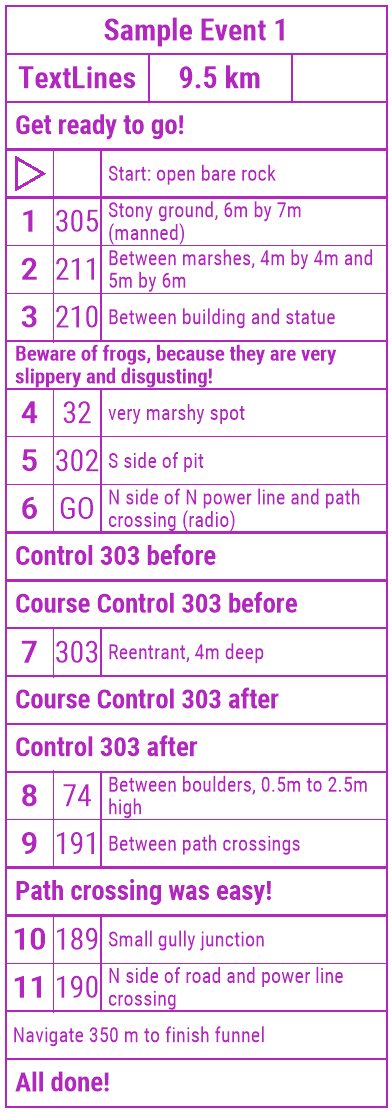 Sample Event 1
TextLines 9.5 km
Get ready to go!
Start: open bare rock
1 305 Stony ground, 6m by 7m
(manned)
2 211 Between marshes, 4m by 4m and
5m by 6m
3 210 Between building and statue
Beware of frogs, because they are very
slippery and disgusting!
4 32 very marshy spot
5 302 S side of pit
6 GO N side of N power line and path
crossing (radio)
Control 303 before
Course Control 303 before
7 303 Reentrant, 4m deep
Course Control 303 after
Control 303 after
8 74 Between boulders, 0.5m to 2.5m
high
9 191 Between path crossings
Path crossing was easy!
10 189 Small gully junction
11 190 N side of road and power line
crossing
Navigate 350 m to finish funnel
All done!